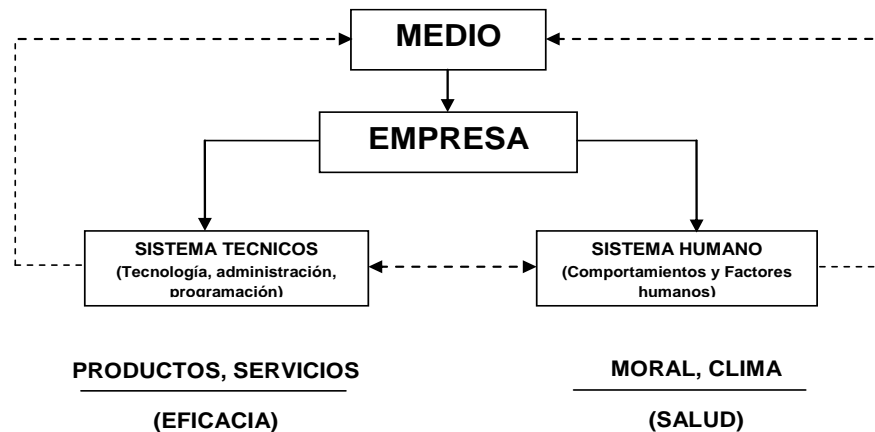 MEDIO
EMPRESA
SISTEMA TECNICOS
(Tecnología, administración,
programación)
SISTEMA HUMANO
(Comportamientos y Factores
humanos)
PRODUCTOS, SERVICIOS
(EFICACIA)
MORAL, CLIMA
(SALUD)